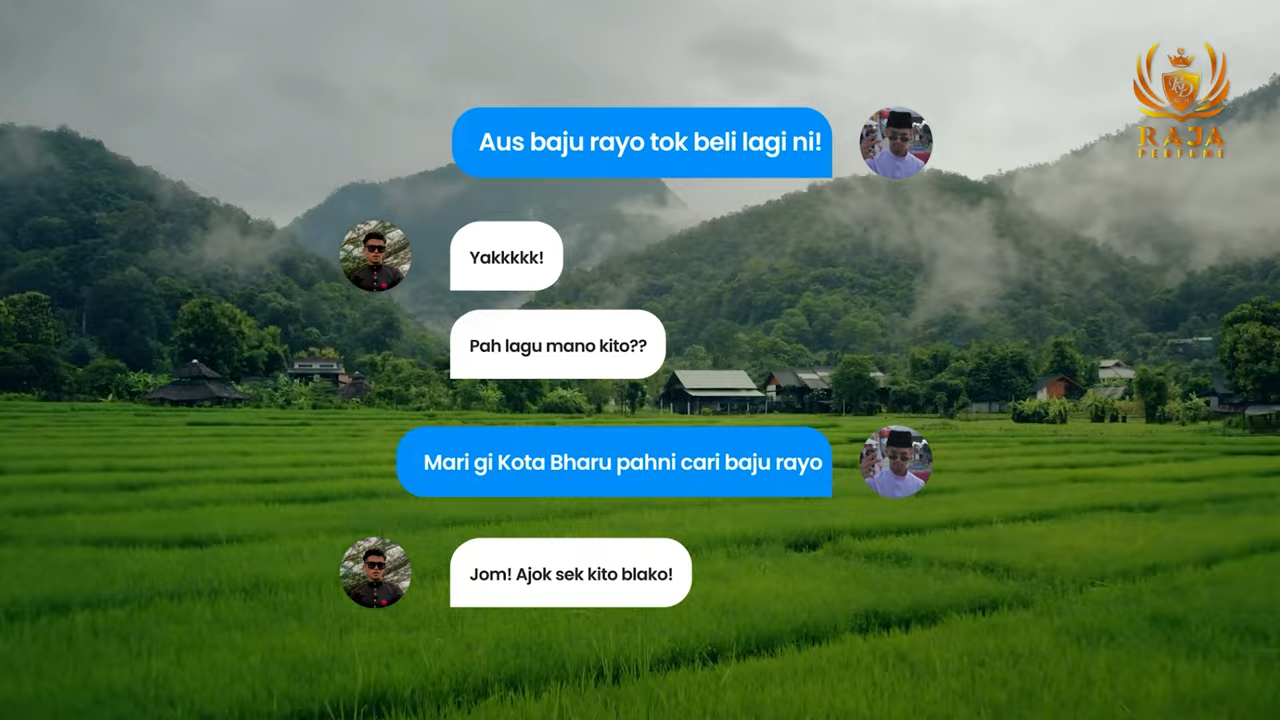 RAJA
PERFUME
Aus baju rayo tok beli lagi ni!
Yakkkkk!
Pah lagu mano kito??
Mari gi Kota Bharu pahni cari baju rayo
Jom! Ajok sek kito blako!